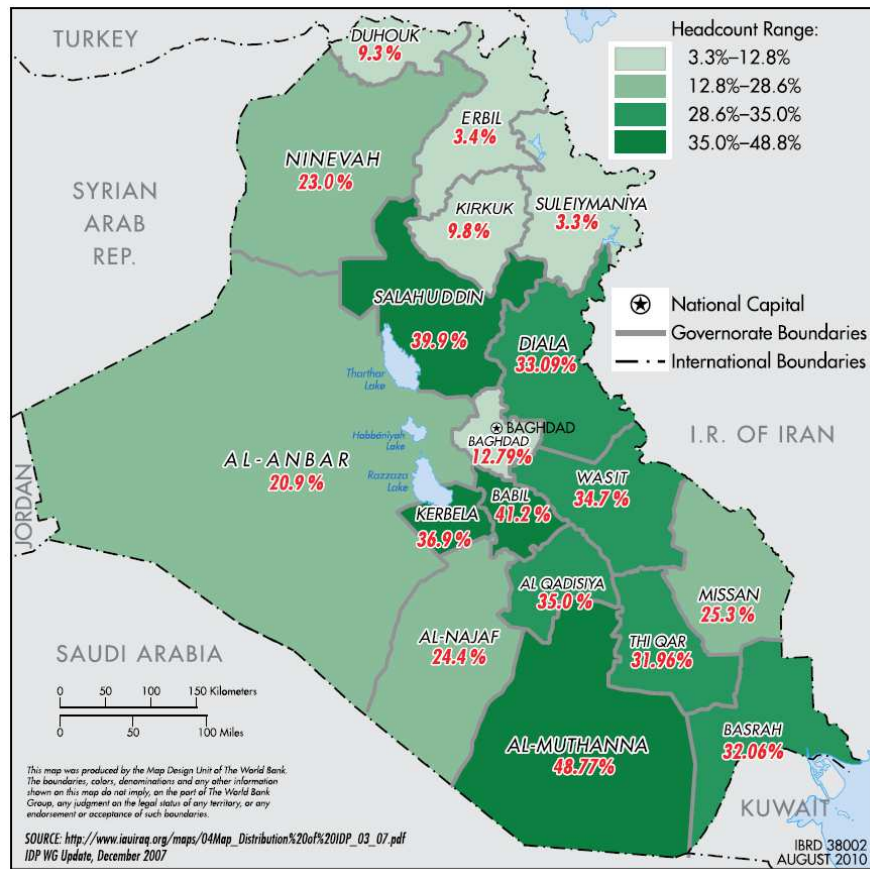 TURKEY
DUHOUK
9.3 %
Headcount Range:
3.3%–12.8%
12.8%–28.6%
28.6%–35.0%
35.0%–48.8%
ERBIL
3.4%
NINEVAH
23.0 %
SYRIAN
ARAB
REP.
KIRKUK
9.8 %
SULEIYMANIYA
3.3%
SALAHUDDIN
39.9 %
National Capital
Governorate Boundaries
International Boundaries
DIALA
33.09%
Tharthar
Lake
Habbaniyah
Lake
BAGHDAD
BAGHDAD
12.79%
I.R. OF IRAN
AL-ANBAR
20.9 %
Razzaza
Lake
WASIT
34.7 %
BABIL
41.2 %
KERBELA
36.9 %
JORDAN
AL QADISIYA
35.0 %
MISSAN
25.3 %
AL-NAJAF
24.4 %
THI QAR
31.96%
SAUDI ARABIA
0 50 100 150 Kilometers
0 50 100 Miles
AL-MUTHANNA
48.77%
BASRAH
32.06%
This map was produced by the Map Design Unit of The World Bank.
The boundaries, colors, denominations and any other information
shown on this map do not imply, on the part of The World Bank
Group, any judgment on the legal status of any territory, or any
endorsement or acceptance of such boundaries.
KUWAIT
SOURCE: http://www.iauiraq.org/maps/04Map_Distribution%20of%20IDP_03_07.pdf
IDP WG Update, December 2007
IBRD 38002
AUGUST 2010